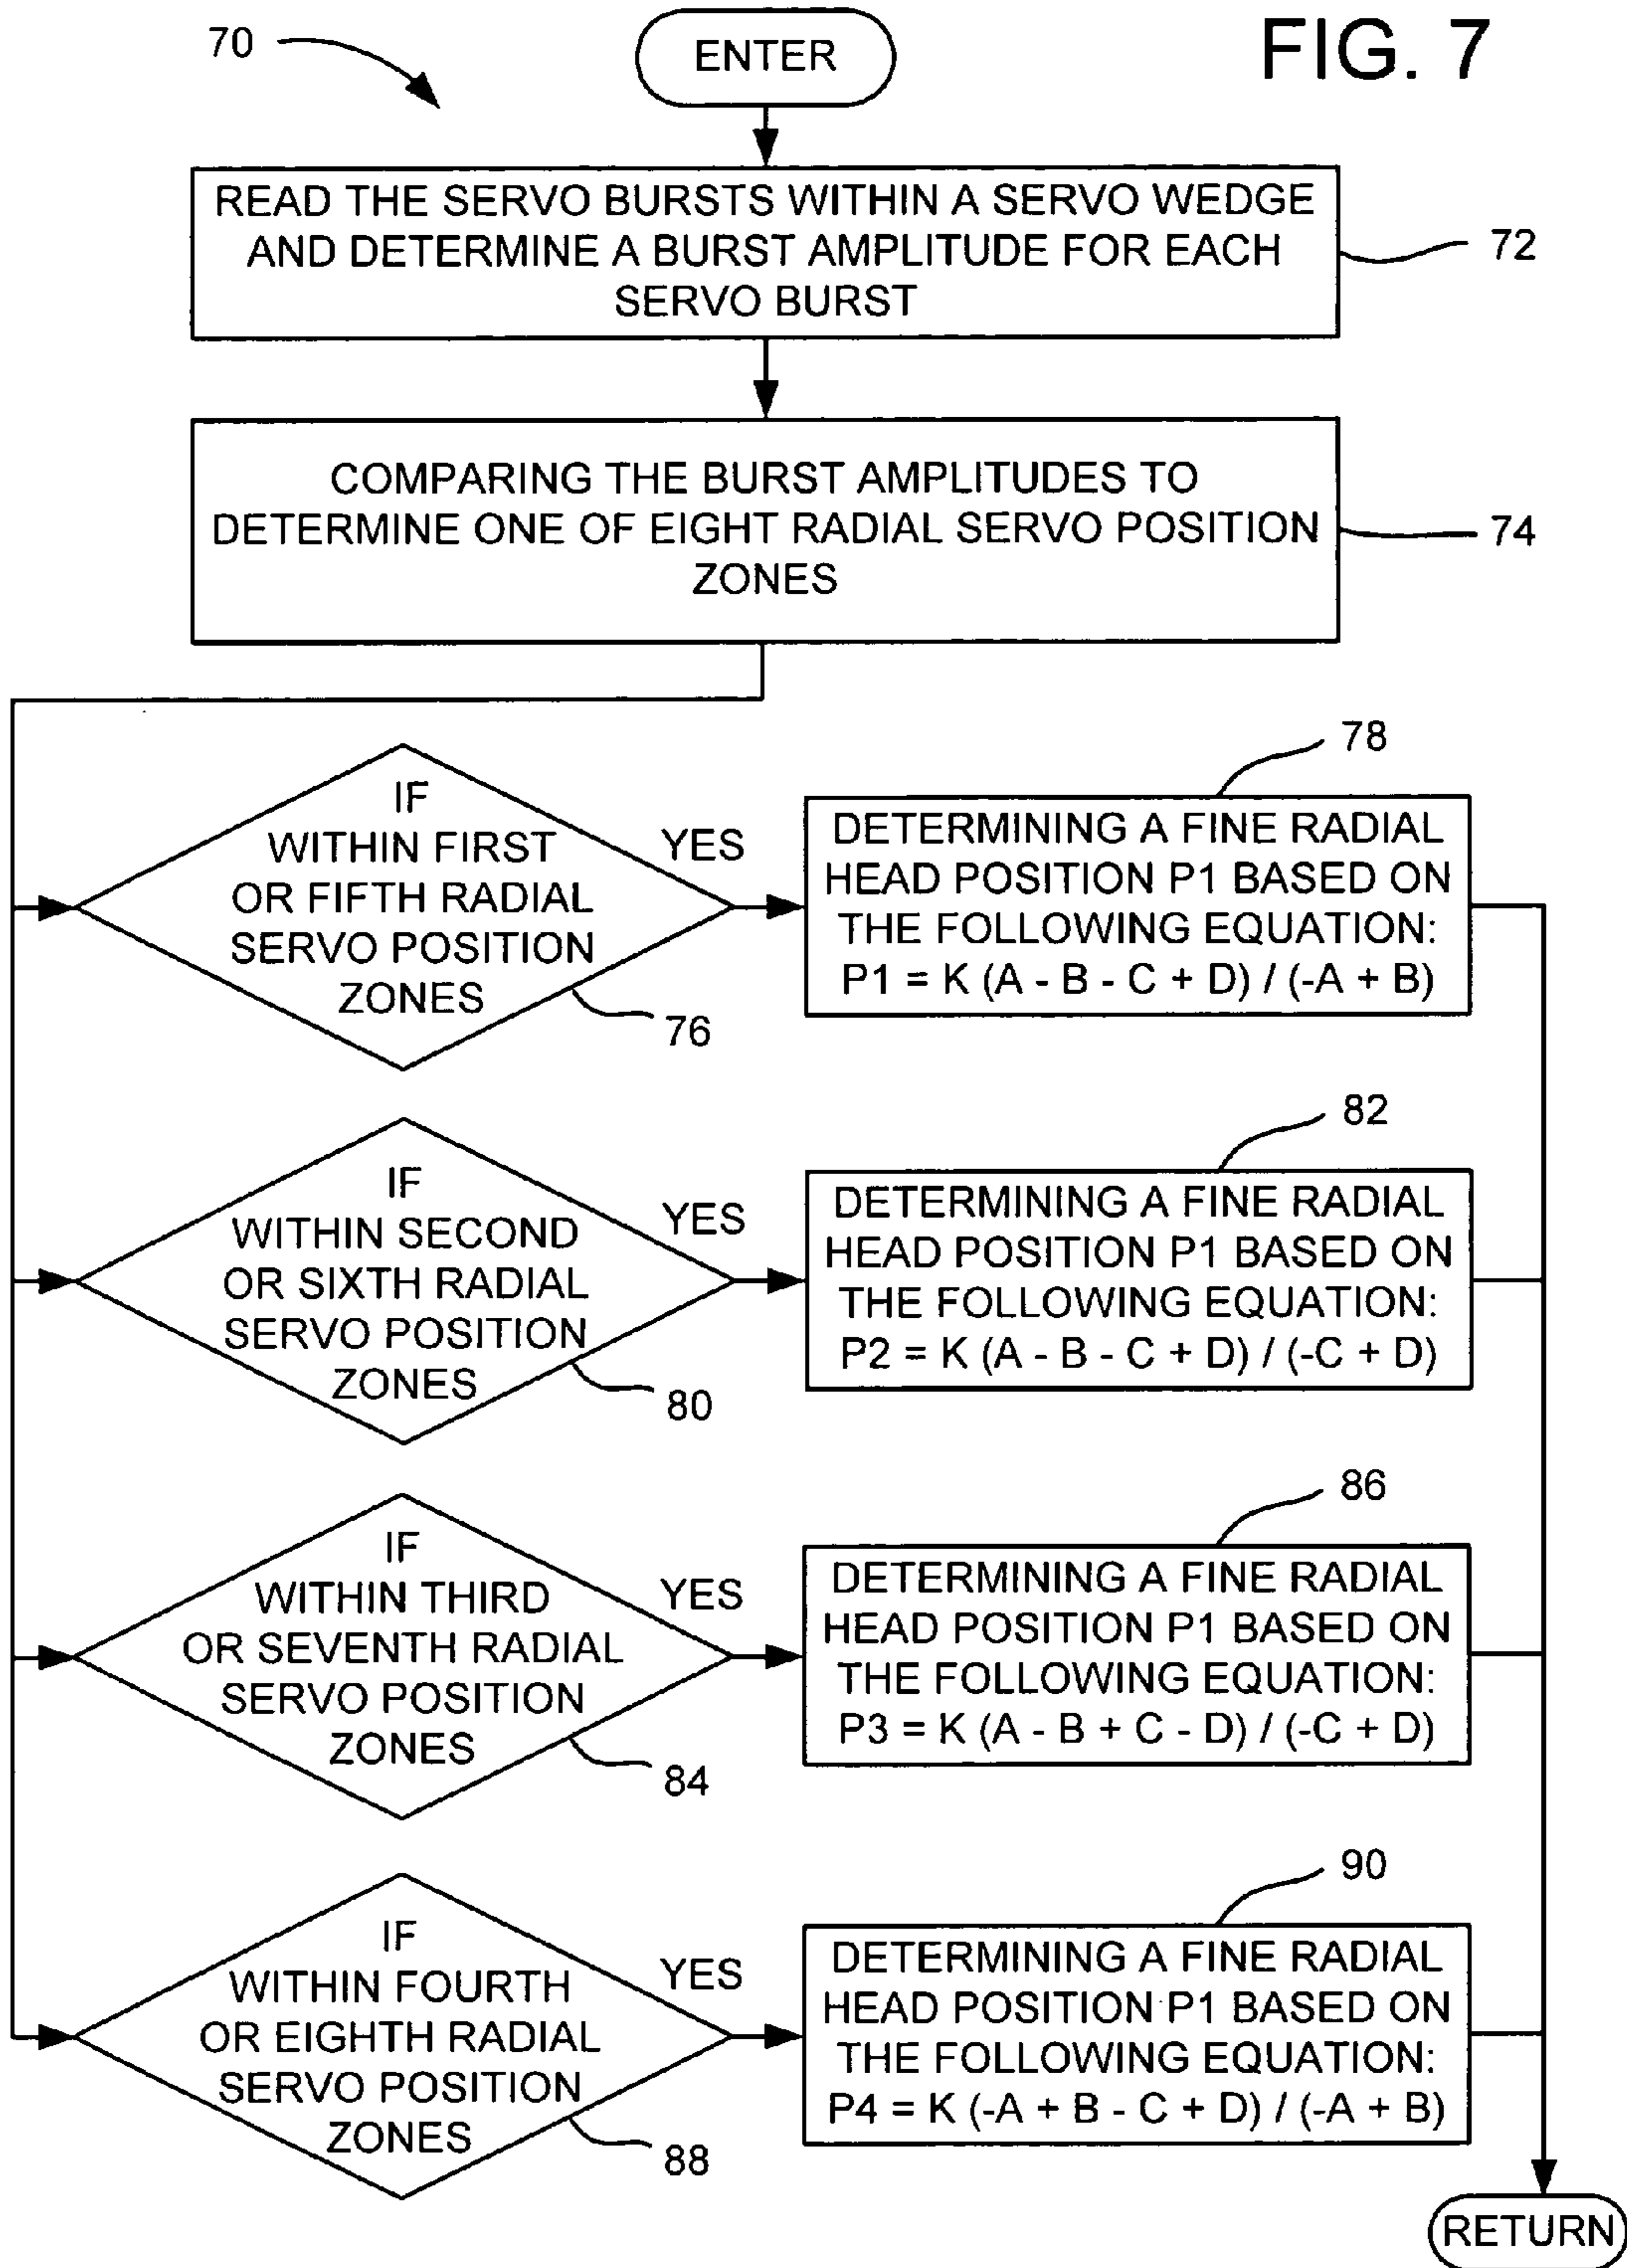 70
ENTER
FIG. 7
READ THE SERVO BURSTS WITHIN A SERVO WEDGE
AND DETERMINE A BURST AMPLITUDE FOR EACH
SERVO BURST
72
COMPARING THE BURST AMPLITUDES TO
DETERMINE ONE OF EIGHT RADIAL SERVO POSITION
ZONES
74
IF
WITHIN FIRST
OR FIFTH RADIAL
SERVO POSITION
ZONES
76
YES
78
DETERMINING A FINE RADIAL
HEAD POSITION P1 BASED ON
THE FOLLOWING EQUATION:
P1 = K (A - B - C + D) / (-A + B)
IF
WITHIN SECOND
OR SIXTH RADIAL
SERVO POSITION
ZONES
80
YES
82
DETERMINING A FINE RADIAL
HEAD POSITION P1 BASED ON
THE FOLLOWING EQUATION:
P2 = K (A - B - C + D) / (-C + D)
IF
WITHIN THIRD
OR SEVENTH RADIAL
SERVO POSITION
ZONES
84
YES
86
DETERMINING A FINE RADIAL
HEAD POSITION P1 BASED ON
THE FOLLOWING EQUATION:
P3 = K (A - B + C - D) / (-C + D)
IF
WITHIN FOURTH
OR EIGHTH RADIAL
SERVO POSITION
ZONES
88
YES
90
DETERMINING A FINE RADIAL
HEAD POSITION P1 BASED ON
THE FOLLOWING EQUATION:
P4 = K (-A + B - C + D) / (-A + B)
RETURN